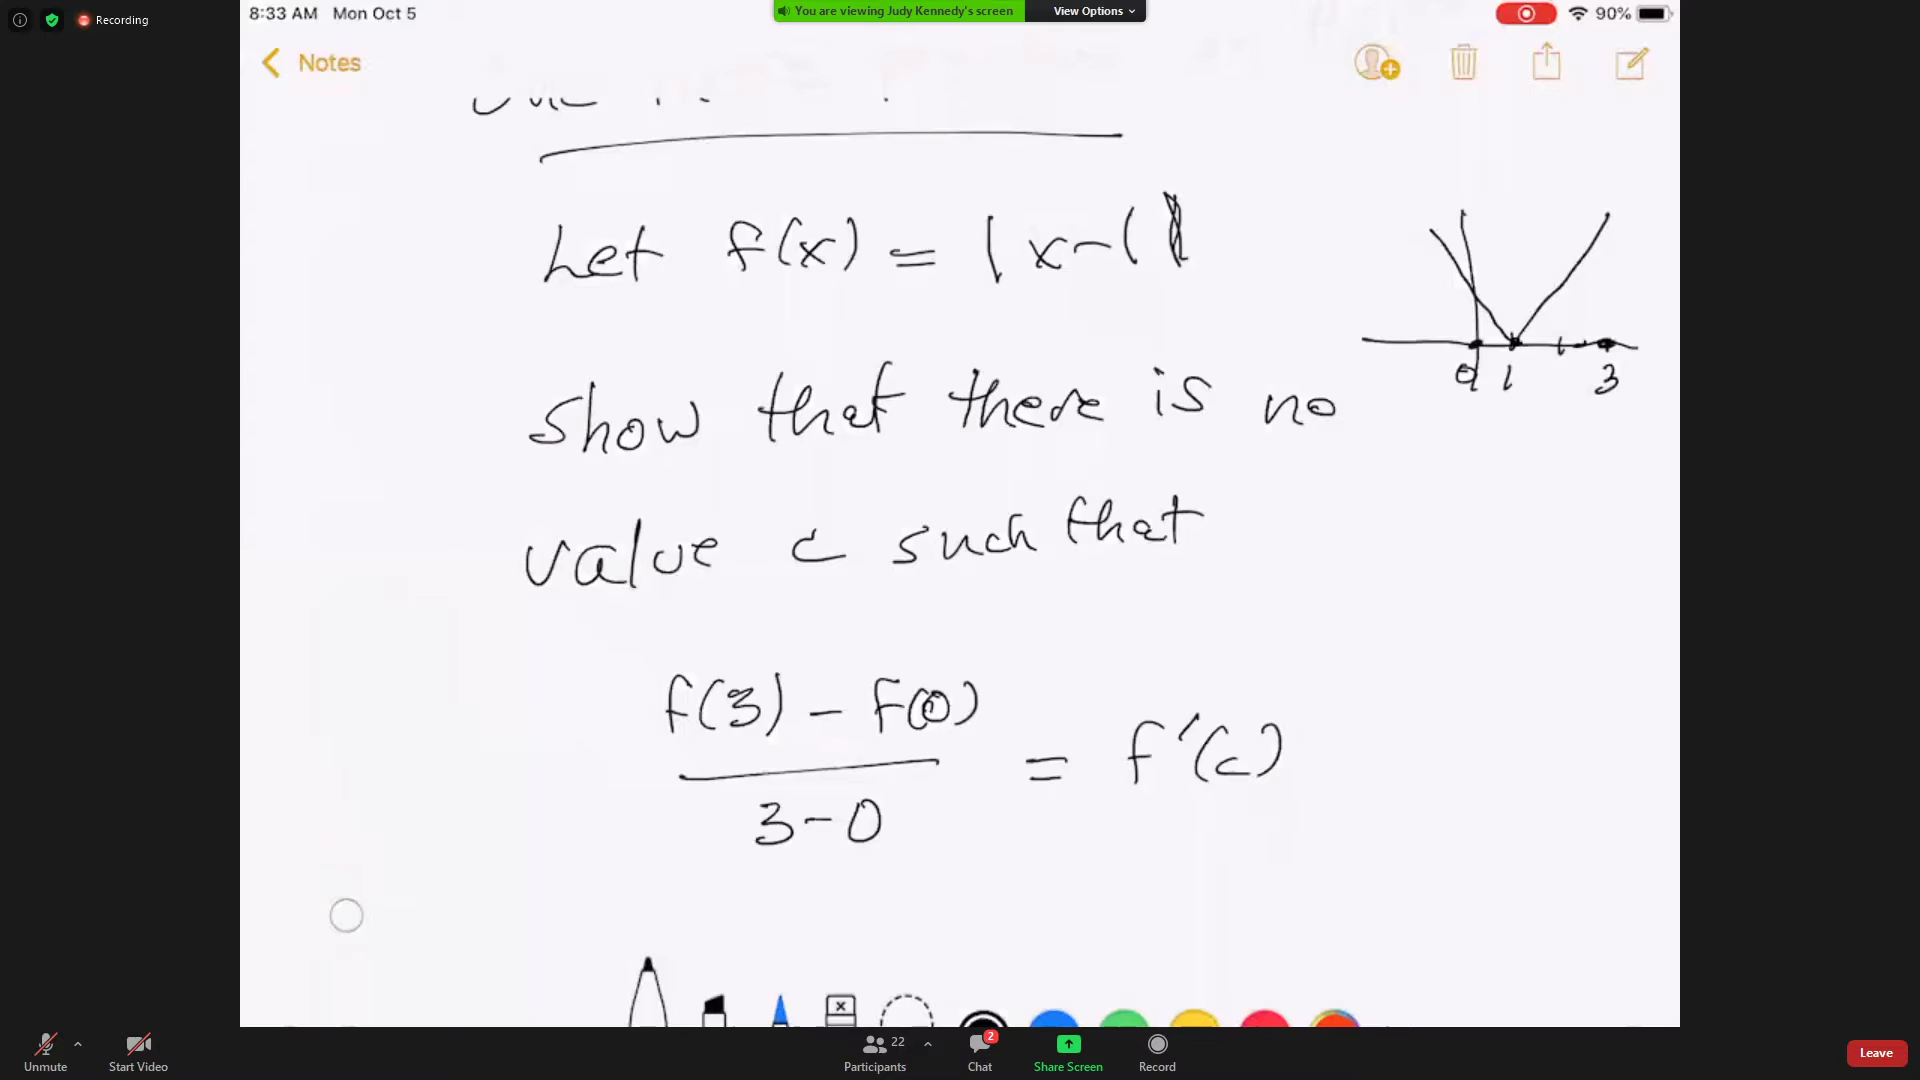 Recording
8:33 AM Mon Oct 5
You are viewing Judy Kennedy's screen
View Options
90%
Notes
Let f(x) = |x-1|
show that there is no
value c such that
f(3) - f(0)
3-0
= f'(c)
0 1 3
Unmute
Start Video
22
Participants
2
Chat
Share Screen
Record
Leave